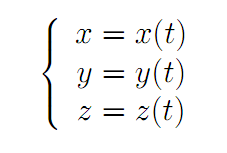 x = x(t)
y = y(t)
z = z(t)